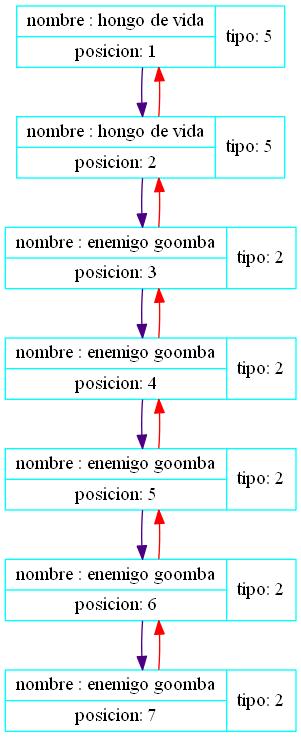 nombre : hongo de vida
posicion: 1
tipo: 5
nombre : hongo de vida
posicion: 2
tipo: 5
nombre : enemigo goomba
posicion: 3
tipo: 2
nombre : enemigo goomba
posicion: 4
tipo: 2
nombre : enemigo goomba
posicion: 5
tipo: 2
nombre : enemigo goomba
posicion: 6
tipo: 2
nombre : enemigo goomba
posicion: 7
tipo: 2